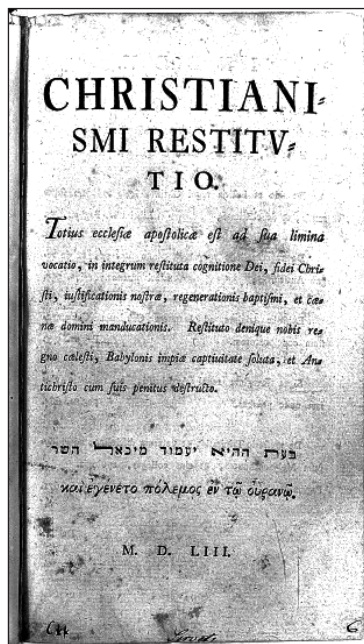 CHRISTIANI-
SMI RESTITV-
TIO.
Totius ecclesiæ apostolicæ est ad sua limina
vocatio, in integrum restituta cognitione Dei, fidei Chri-
sti, iustificationis nostræ, regenerationis baptismi, et cœ-
næ domini manducationis. Restituto denique nobis re-
gno cælesti, Babylonis impiæ captiuitate soluta, et An-
tichristo cum suis penitus destructo.
בעת ההיא יעמוד מיכאל השר
καὶ ἐγένετο πόλεμος ἐν τῷ οὐρανῷ.
M. D. LIII.